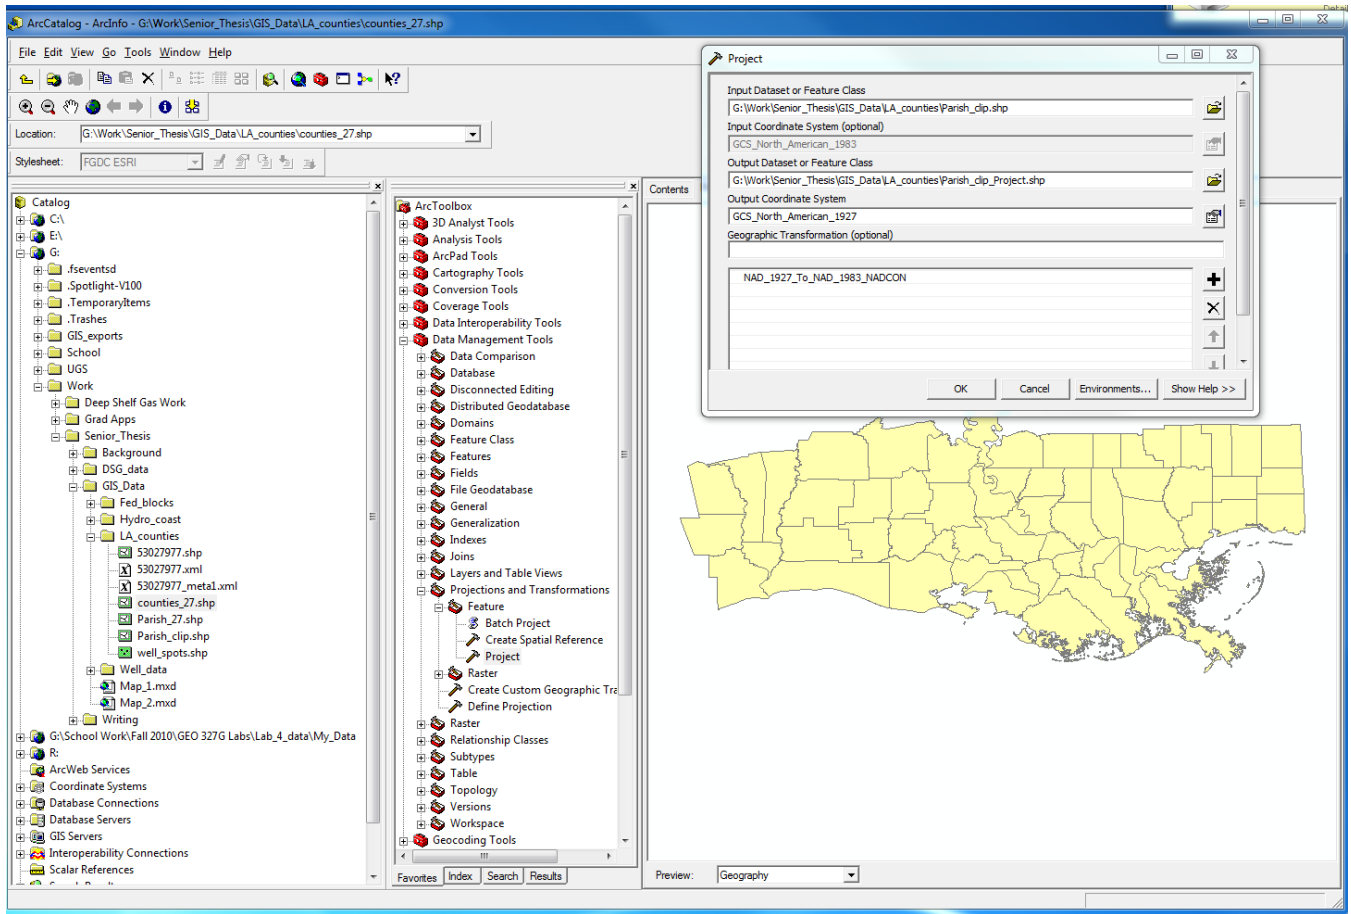 Detai
ArcCatalog - ArcInfo - G:\Work\Senior_Thesis\GIS_Data\LA_counties\counties_27.shp
File Edit View Go Tools Window Help
Location: G:\Work\Senior_Thesis\GIS_Data\LA_counties\counties_27.shp
Stylesheet: FGDC ESRI
Catalog
C:\
E:\
G:
.fseventsd
.Spotlight-V100
.TemporaryItems
.Trashes
GIS_exports
School
UGS
Work
Deep Shelf Gas Work
Grad Apps
Senior_Thesis
Background
DSG_data
GIS_Data
Fed_blocks
Hydro_coast
LA_counties
53027977.shp
53027977.xml
53027977_meta1.xml
counties_27.shp
Parish_27.shp
Parish_clip.shp
well_spots.shp
Well_data
Map_1.mxd
Map_2.mxd
Writing
G:\School Work\Fall 2010\GEO 327G Labs\Lab_4_data\My_Data
R:
ArcWeb Services
Coordinate Systems
Database Connections
Database Servers
GIS Servers
Interoperability Connections
Scalar References
ArcToolbox
3D Analyst Tools
Analysis Tools
ArcPad Tools
Cartography Tools
Conversion Tools
Coverage Tools
Data Interoperability Tools
Data Management Tools
Data Comparison
Database
Disconnected Editing
Distributed Geodatabase
Domains
Feature Class
Features
Fields
File Geodatabase
General
Generalization
Indexes
Joins
Layers and Table Views
Projections and Transformations
Feature
Batch Project
Create Spatial Reference
Project
Raster
Create Custom Geographic Tra
Define Projection
Raster
Relationship Classes
Subtypes
Table
Topology
Versions
Workspace
Geocoding Tools
Favorites Index Search Results
Contents
Project
Input Dataset or Feature Class
G:\Work\Senior_Thesis\GIS_Data\LA_counties\Parish_clip.shp
Input Coordinate System (optional)
GCS_North_American_1983
Output Dataset or Feature Class
G:\Work\Senior_Thesis\GIS_Data\LA_counties\Parish_clip_Project.shp
Output Coordinate System
GCS_North_American_1927
Geographic Transformation (optional)
NAD_1927_To_NAD_1983_NADCON
OK Cancel Environments... Show Help >>
Preview: Geography